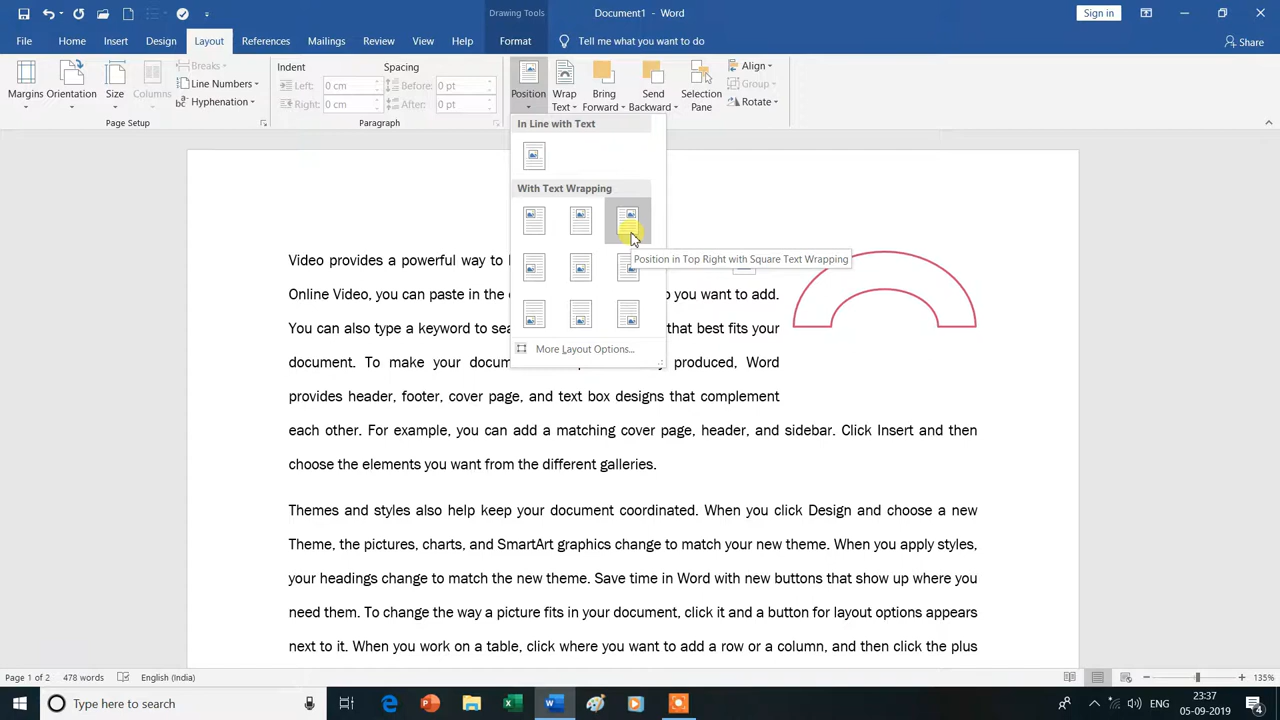 Drawing Tools
Document1 - Word
Sign in
File Home Insert Design Layout References Mailings Review View Help Format Tell me what you want to do Share
Margins Orientation Size Columns
Breaks
Line Numbers
Hyphenation
Page Setup
Indent Spacing
Left: 0 cm Before: 0 pt
Right: 0 cm After: 0 pt
Paragraph
Position Wrap Text Bring Forward Send Backward Selection Pane
Align
Group
Rotate
In Line with Text
With Text Wrapping
Position in Top Right with Square Text Wrapping
More Layout Options...
Video provides a powerful way to
Online Video, you can paste in the you want to add.
You can also type a keyword to that best fits your
document. To make your produced, Word
provides header, footer, cover page, and text box designs that complement
each other. For example, you can add a matching cover page, header, and sidebar. Click Insert and then
choose the elements you want from the different galleries.
Themes and styles also help keep your document coordinated. When you click Design and choose a new
Theme, the pictures, charts, and SmartArt graphics change to match your new theme. When you apply styles,
your headings change to match the new theme. Save time in Word with new buttons that show up where you
need them. To change the way a picture fits in your document, click it and a button for layout options appears
next to it. When you work on a table, click where you want to add a row or a column, and then click the plus
Page 1 of 2 478 words English (India) 135%
Type here to search
ENG
23:37
05-09-2019
4